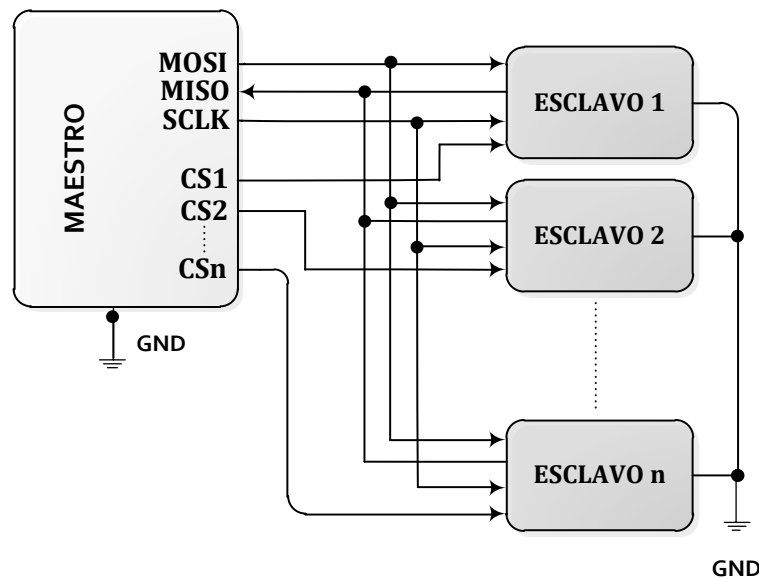 MAESTRO
MOSI
MISO
SCLK
CS1
CS2
CSn
GND
ESCLAVO 1
ESCLAVO 2
ESCLAVO n
GND